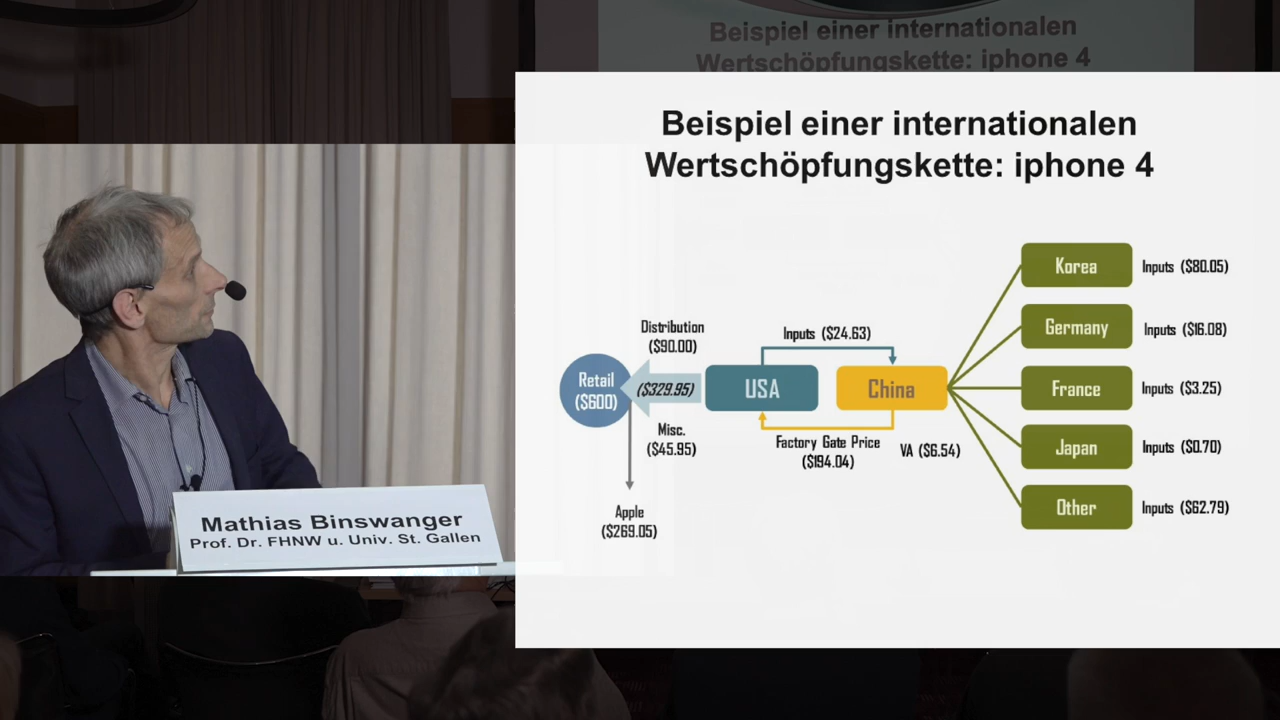 Beispiel einer internationalen
Wertschöpfungskette: iphone 4
Beispiel einer internationalen
Wertschöpfungskette: iphone 4
Korea
Inputs ($80.05)
Germany
Inputs ($16.08)
France
Inputs ($3.25)
Japan
Inputs ($0.70)
Other
Inputs ($62.79)
Distribution
($90.00)
Inputs ($24.63)
Retail
($600)
($329.95)
USA
China
Misc.
($45.95)
Factory Gate Price
($194.04)
VA ($6.54)
Apple
($269.05)
Mathias Binswanger
Prof. Dr. FHNW u. Univ. St. Gallen